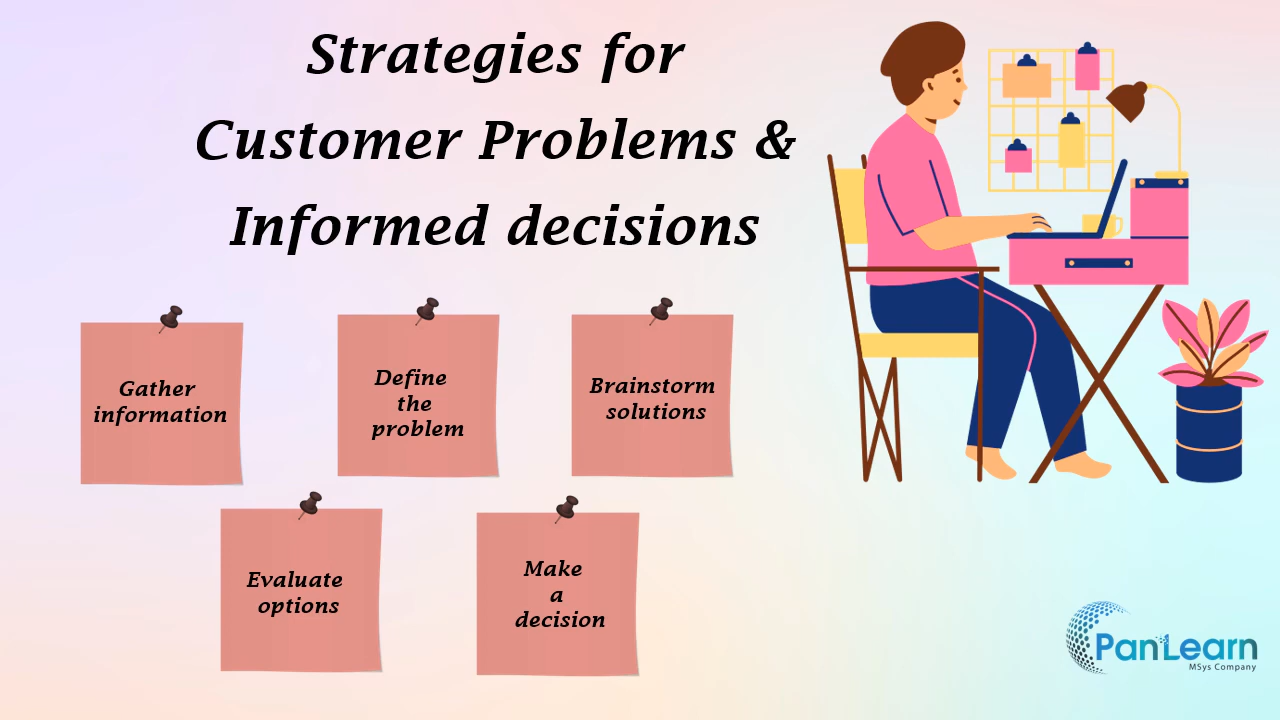 Strategies for
Customer Problems &
Informed decisions
Gather
information
Define
the
problem
Brainstorm
solutions
Evaluate
options
Make
a
decision
PanLearn
MSys Company